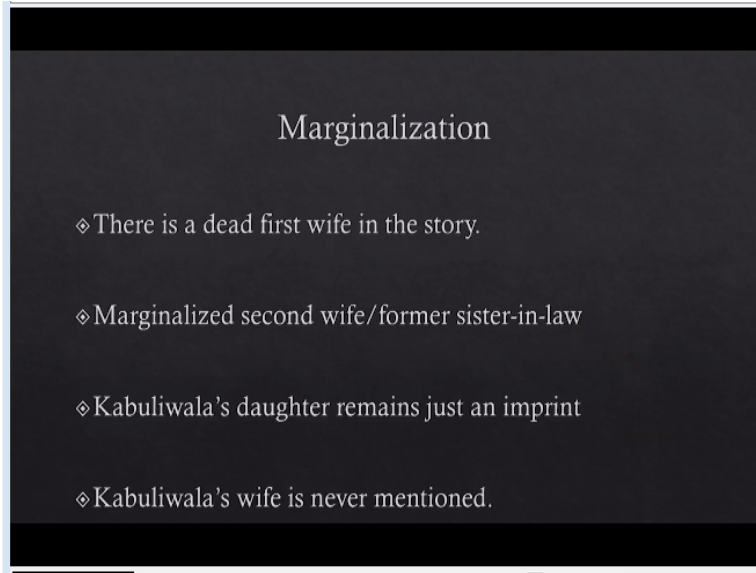 Marginalization
There is a dead first wife in the story.
Marginalized second wife/former sister-in-law
Kabuliwala’s daughter remains just an imprint
Kabuliwala’s wife is never mentioned.